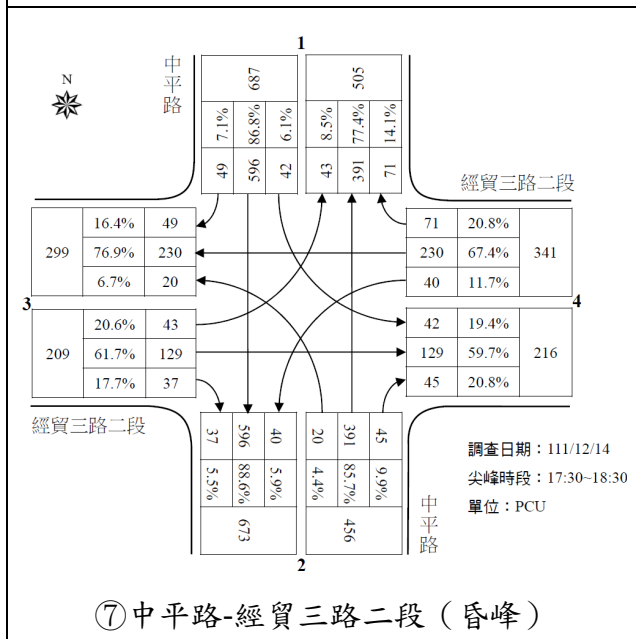 1
N
中平路
687
505
7.1% 86.8% 6.1%
8.5% 77.4% 14.1%
49 596 42
43 391 71
經貿三路二段
299
16.4% 49
76.9% 230
6.7% 20
71 20.8%
230 67.4%
40 11.7%
341
3
4
209
20.6% 43
61.7% 129
17.7% 37
42 19.4%
129 59.7%
45 20.8%
216
經貿三路二段
37 596 40
20 391 45
5.5% 88.6% 5.9%
4.4% 85.7% 9.9%
673
456
調查日期：111/12/14
尖峰時段：17:30~18:30
單位：PCU
中平路
2
⑦中平路-經貿三路二段（昏峰）